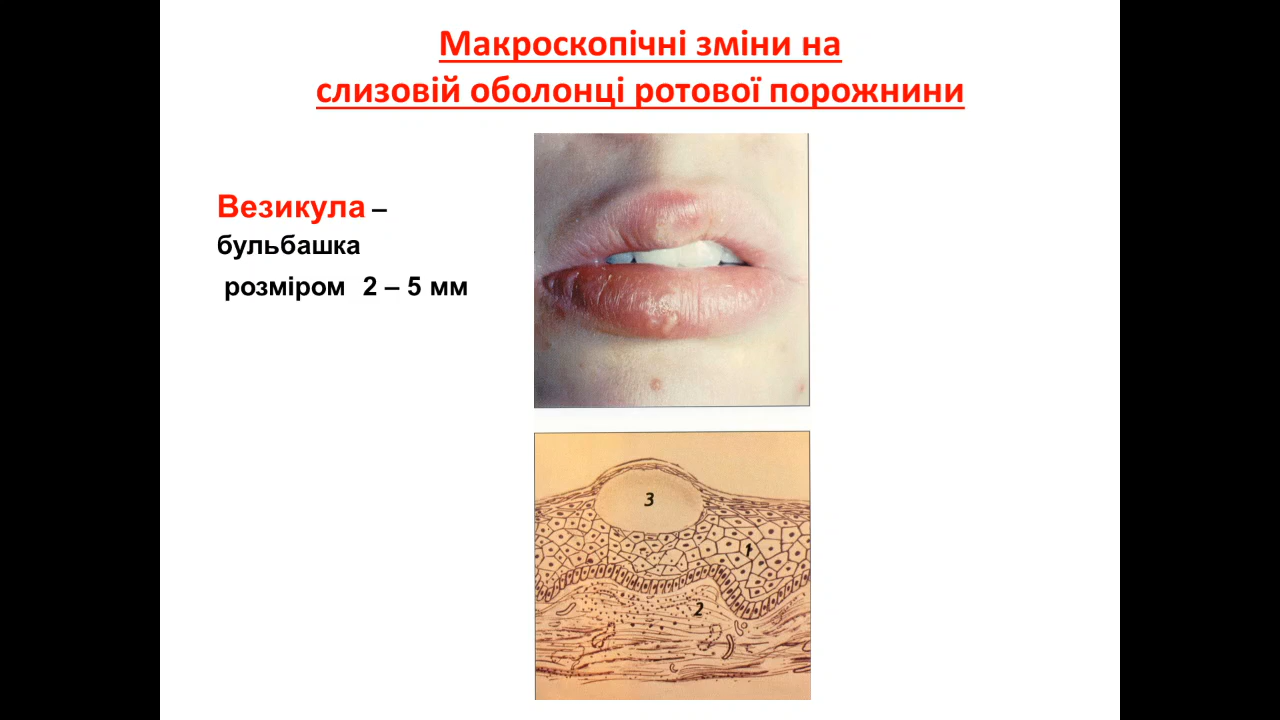 Макроскопічні зміни на
слизовій оболонці ротової порожнини
Везикула –
бульбашка
розміром 2 – 5 мм
3
1
2